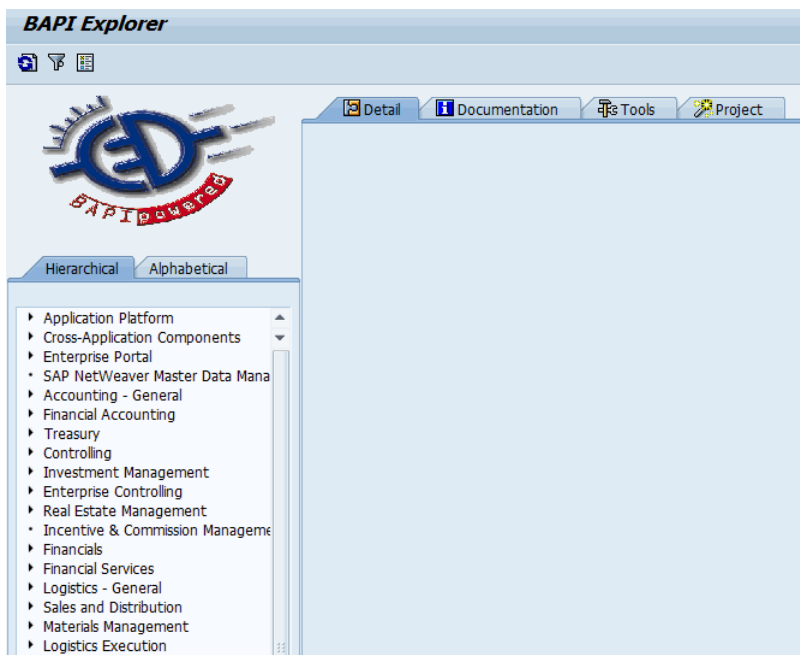 BAPI Explorer
Detail Documentation Tools Project
BAPI powered
Hierarchical Alphabetical
Application Platform
Cross-Application Components
Enterprise Portal
SAP NetWeaver Master Data Mana
Accounting - General
Financial Accounting
Treasury
Controlling
Investment Management
Enterprise Controlling
Real Estate Management
Incentive & Commission Manageme
Financials
Financial Services
Logistics - General
Sales and Distribution
Materials Management
Logistics Execution